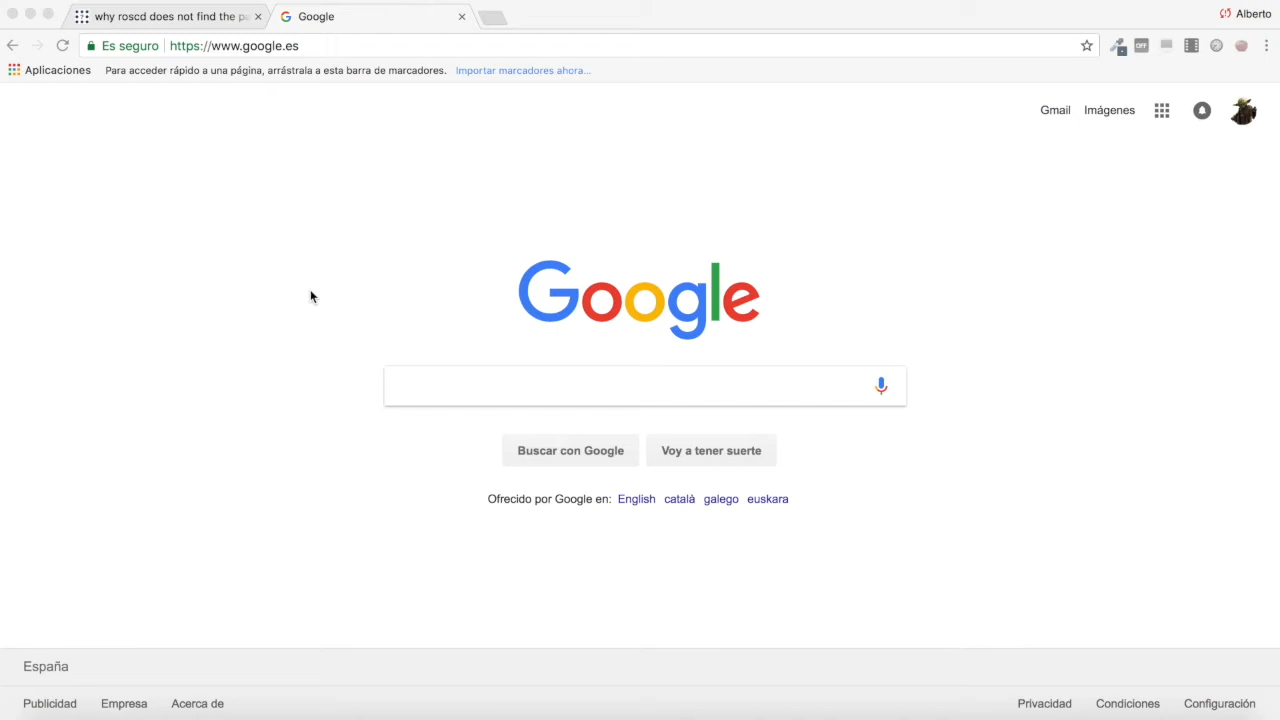 why roscd does not find the pa
Google
Alberto
Es seguro https://www.google.es
OFF
Aplicaciones Para acceder rápido a una página, arrástrala a esta barra de marcadores. Importar marcadores ahora...
Gmail Imágenes
Google
Buscar con Google Voy a tener suerte
Ofrecido por Google en: English català galego euskara
España
Publicidad Empresa Acerca de Privacidad Condiciones Configuración